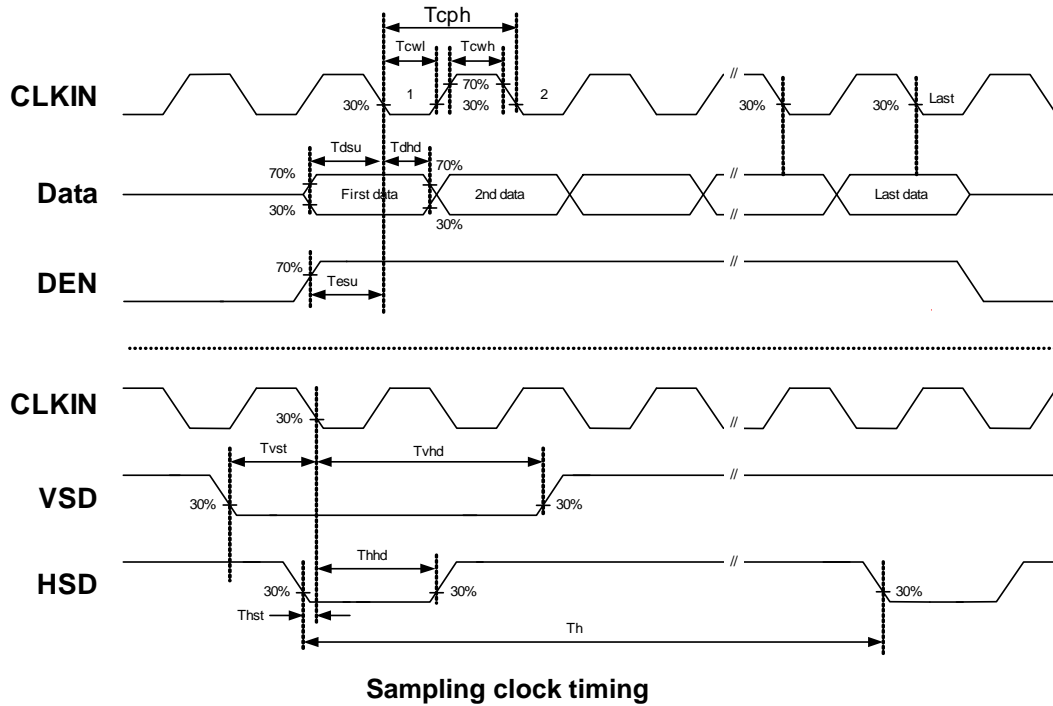 Tcph
Tcwl Tcwh
CLKIN 30% 1 70% 30% 2 // 30% 30% Last
Tdsu Tdhd
70% 70%
Data First data 2nd data // // Last data
30% 30%
70% //
DEN Tesu
CLKIN 30% //
Tvst Tvhd //
VSD 30% 30%
Thhd //
HSD 30% 30% 30%
Thst
Th
Sampling clock timing